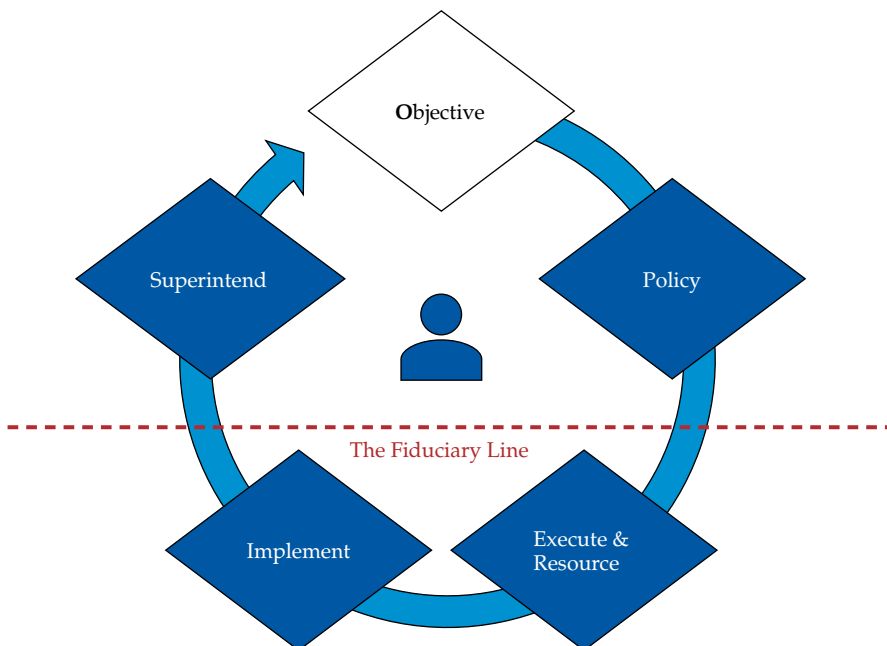 Objective
Superintend
Policy
The Fiduciary Line
Implement
Execute &
Resource